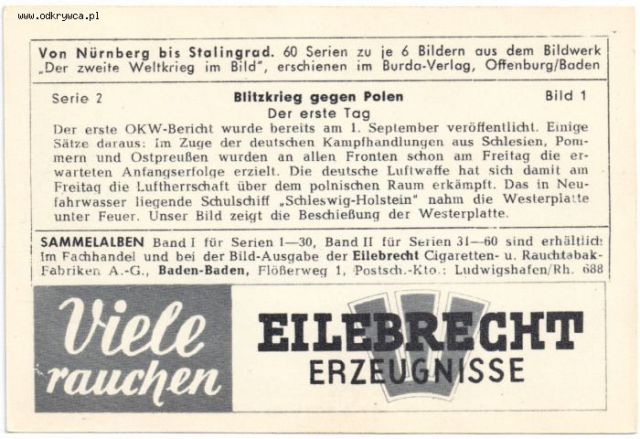 www.odkrywca.pl
Von Nürnberg bis Stalingrad. 60 Serien zu je 6 Bildern aus dem Bildwerk
„Der zweite Weltkrieg im Bild", erschienen im Burda-Verlag, Offenburg/Baden
Serie 2 Blitzkrieg gegen Polen Bild 1
Der erste Tag
Der erste OKW-Bericht wurde bereits am 1. September veröffentlicht. Einige
Sätze daraus: Im Zuge der deutschen Kampfhandlungen aus Schlesien, Pom-
mern und Ostpreußen wurden an allen Fronten schon am Freitag die er-
warteten Anfangserfolge erzielt. Die deutsche Luftwaffe hat sich damit am
Freitag die Luftherrschaft über dem polnischen Raum erkämpft. Das in Neu-
fahrwasser liegende Schulschiff „Schleswig-Holstein" nahm die Westerplatte
unter Feuer. Unser Bild zeigt die Beschießung der Westerplatte.
SAMMELALBEN Band I für Serien 1—30, Band II für Serien 31—60 sind erhältlich
Im Fachhandel und bei der Bild-Ausgabe der Eilebrecht Cigaretten- u. Rauchtabak-
Fabriken A.-G., Baden-Baden, Flößerweg 1, Postsch.-Kto.: Ludwigshafen/Rh. 688
Viele
rauchen
EILEBRECHT
ERZEUGNISSE